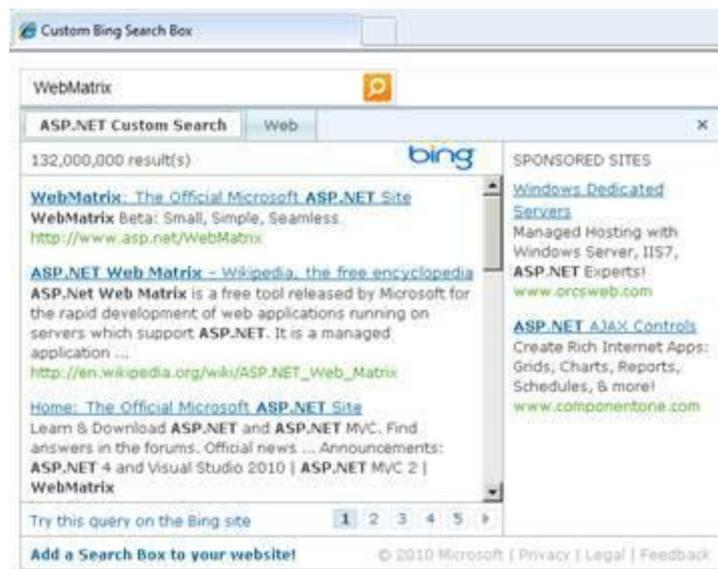 Custom Bing Search Box
WebMatrix
ASP.NET Custom Search
Web
×
132,000,000 result(s)
bing
WebMatrix: The Official Microsoft ASP.NET Site
WebMatrix Beta: Small, Simple, Seamless
http://www.asp.net/WebMatrix
ASP.NET Web Matrix - Wikipedia, the free encyclopedia
ASP.Net Web Matrix is a free tool released by Microsoft for
the rapid development of web applications running on
servers which support ASP.NET. It is a managed
application ...
http://en.wikipedia.org/wiki/ASP.NET_Web_Matrix
Home: The Official Microsoft ASP.NET Site
Learn & Download ASP.NET and ASP.NET MVC. Find
answers in the forums. Official news ... Announcements:
ASP.NET 4 and Visual Studio 2010 | ASP.NET MVC 2 |
WebMatrix
Try this query on the Bing site
1 2 3 4 5
SPONSORED SITES
Windows Dedicated
Servers
Managed Hosting with
Windows Server, IIS7,
ASP.NET Experts!
www.orcsweb.com
ASP.NET AJAX Controls
Create Rich Internet Apps:
Grids, Charts, Reports,
Schedules, & more!
www.componentone.com
Add a Search Box to your website!
© 2010 Microsoft | Privacy | Legal | Feedback